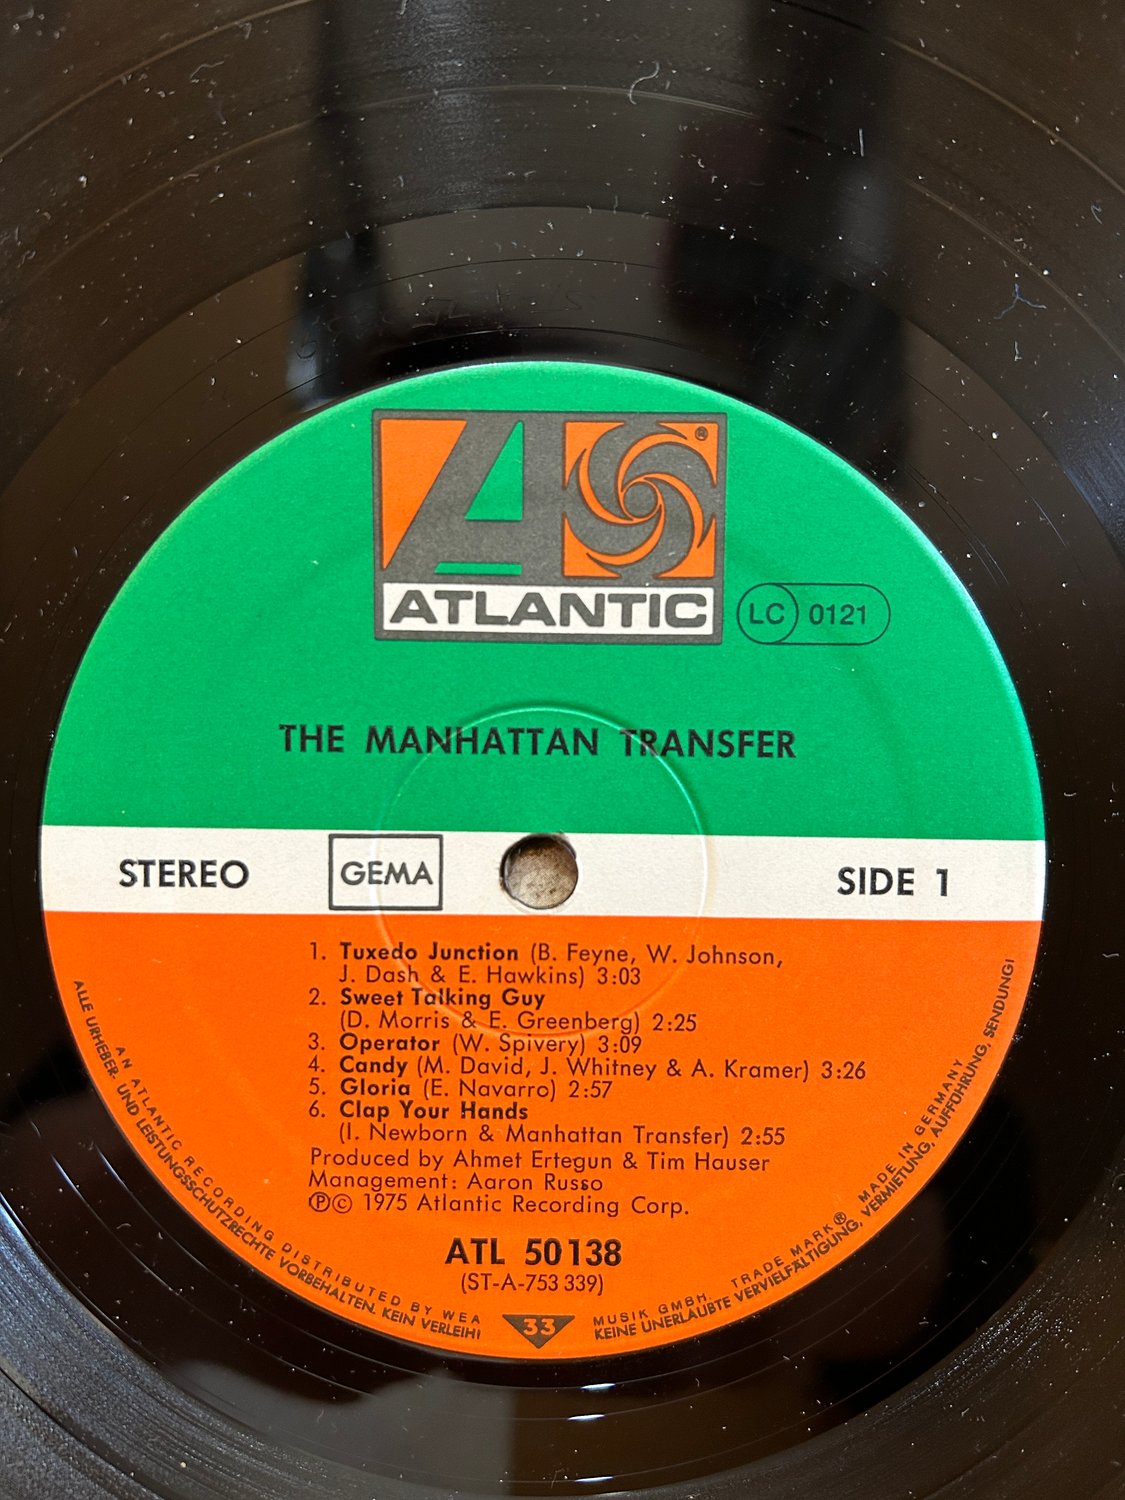 ®
ATLANTIC
LC 0121
THE MANHATTAN TRANSFER
STEREO GEMA SIDE 1
1. Tuxedo Junction (B. Feyne, W. Johnson,
J. Dash & E. Hawkins) 3:03
2. Sweet Talking Guy
(D. Morris & E. Greenberg) 2:25
3. Operator (W. Spivery) 3:09
4. Candy (M. David, J. Whitney & A. Kramer) 3:26
5. Gloria (E. Navarro) 2:57
6. Clap Your Hands
(I. Newborn & Manhattan Transfer) 2:55
Produced by Ahmet Ertegun & Tim Hauser
Management: Aaron Russo
℗© 1975 Atlantic Recording Corp.
ATL 50138
(ST-A-753 339)
33
AN ATLANTIC RECORDING DISTRIBUTED BY WEA MUSIK GMBH. TRADE MARK® MADE IN GERMANY
ALLE URHEBER- UND LEISTUNGSSCHUTZRECHTE VORBEHALTEN. KEIN VERLEIH! KEINE UNERLAUBTE VERVIELFÄLTIGUNG, VERMIETUNG, AUFFÜHRUNG, SENDUNG!